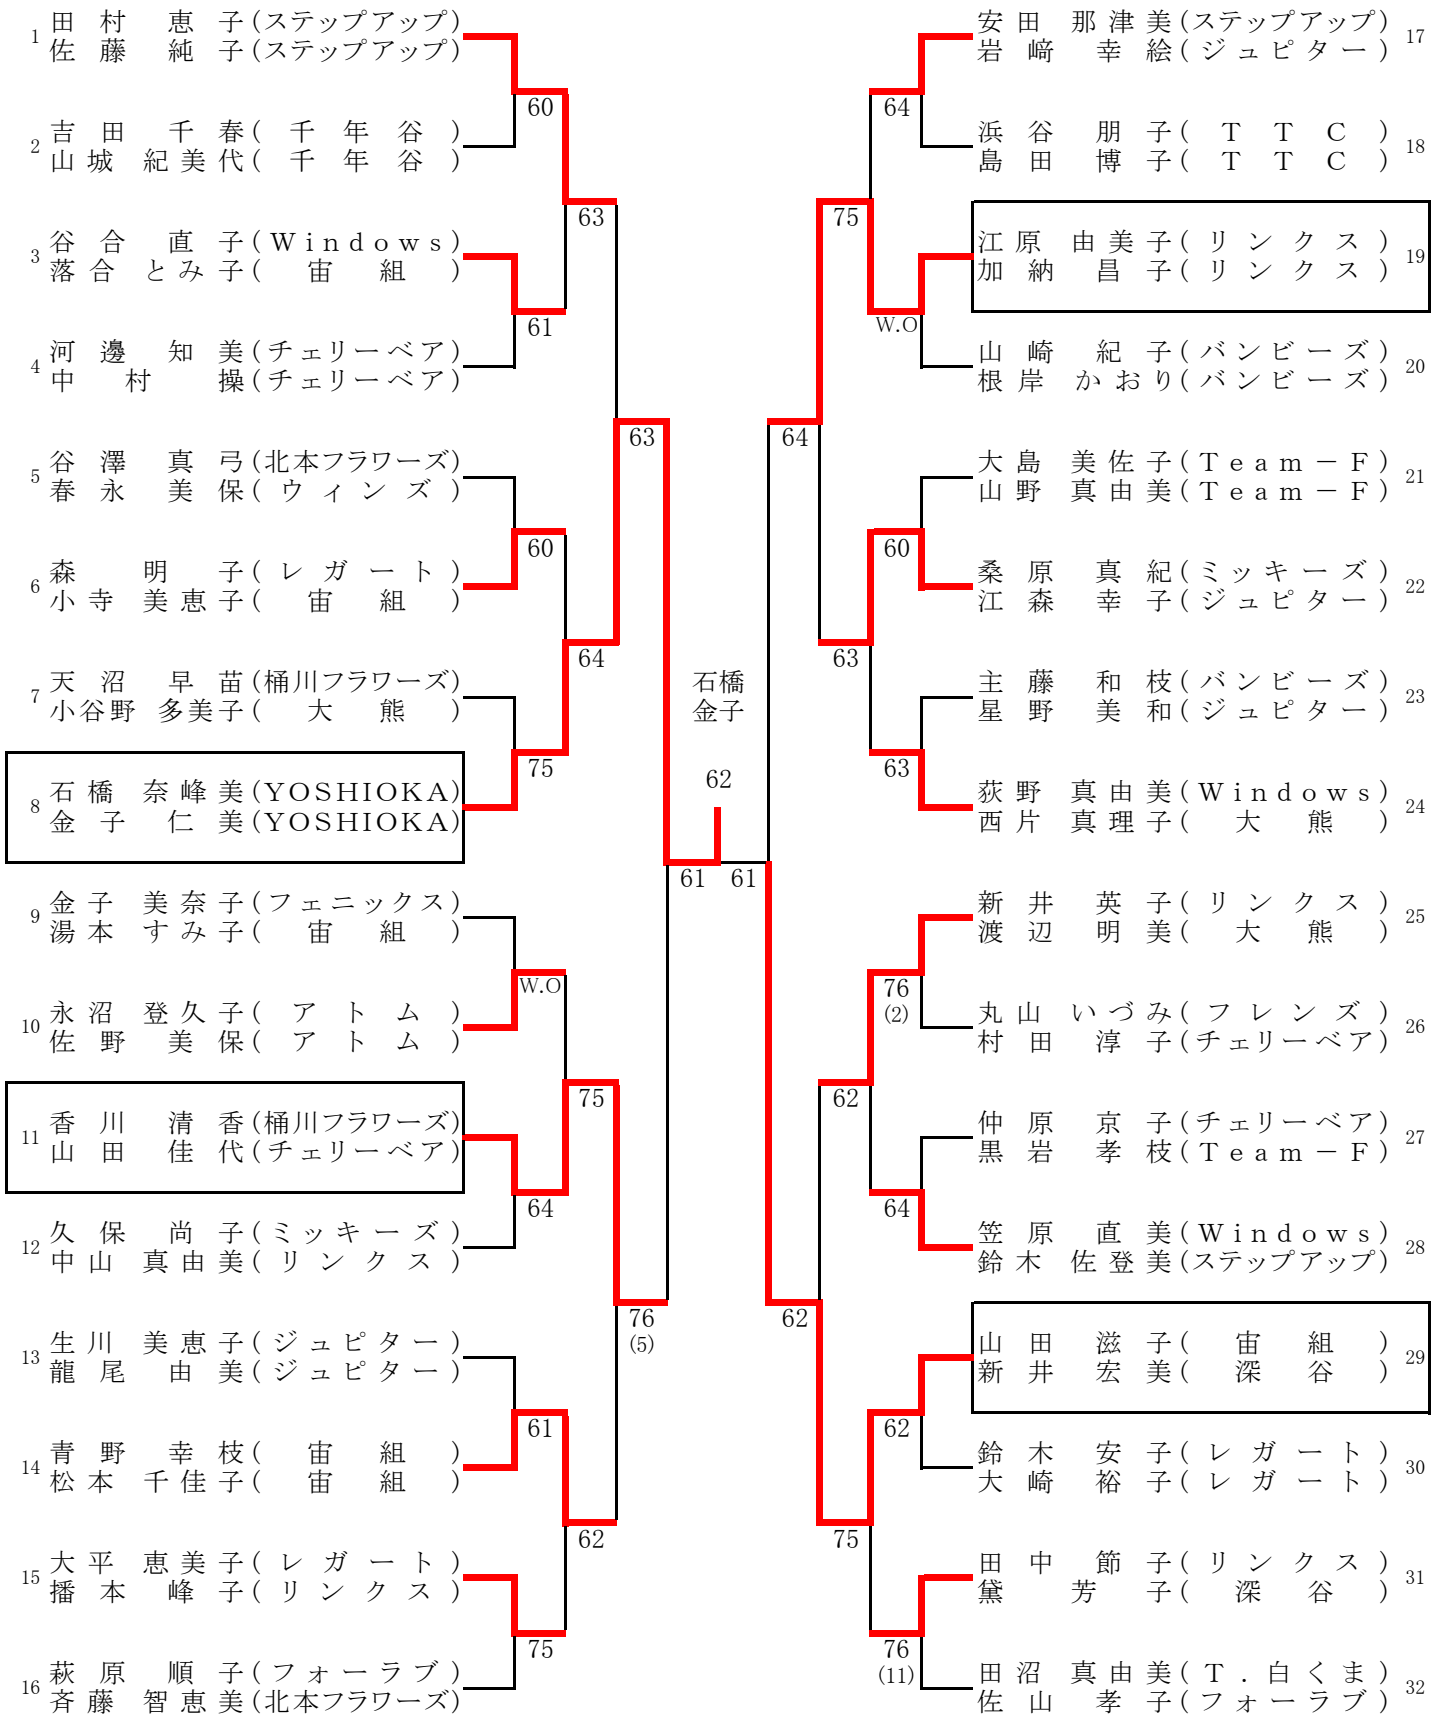 1 田村 恵子(ステップアップ)
佐藤 純子(ステップアップ)
60
2 吉田 千春(千年谷)
山城 紀美代(千年谷)
63
3 谷合 直子(Windows)
落合 とみ子(宙組)
61
4 河邊 知美(チェリーベア)
中村 操(チェリーベア)
63
5 谷澤 真弓(北本フラワーズ)
春永 美保(ウィンズ)
60
6 森 明子(レガート)
小寺 美恵子(宙組)
64
7 天沼 早苗(桶川フラワーズ)
小谷野 多美子(大熊)
75
8 石橋 奈峰美(YOSHIOKA)
金子 仁美(YOSHIOKA)
61
9 金子 美奈子(フェニックス)
湯本 すみ子(宙組)
W.O
10 永沼 登久子(アトム)
佐野 美保(アトム)
75
11 香川 清香(桶川フラワーズ)
山田 佳代(チェリーベア)
64
12 久保 尚子(ミッキーズ)
中山 真由美(リンクス)
76
(5)
13 生川 美恵子(ジュピター)
龍尾 由美(ジュピター)
61
14 青野 幸枝(宙組)
松本 千佳子(宙組)
62
15 大平 恵美子(レガート)
播本 峰子(リンクス)
75
16 萩原 順子(フォーラブ)
斉藤 智恵美(北本フラワーズ)
石橋
金子
62
安田 那津美(ステップアップ) 17
岩﨑 幸絵(ジュピター)
64
浜谷 朋子(TTC) 18
島田 博子(TTC)
75
江原 由美子(リンクス) 19
加納 昌子(リンクス)
W.O
山崎 紀子(バンビーズ) 20
根岸 かおり(バンビーズ)
64
大島 美佐子(Team-F) 21
山野 真由美(Team-F)
60
桑原 真紀(ミッキーズ) 22
江森 幸子(ジュピター)
63
主藤 和枝(バンビーズ) 23
星野 美和(ジュピター)
63
荻野 真由美(Windows) 24
西片 真理子(大熊)
61
新井 英子(リンクス) 25
渡辺 明美(大熊)
76
(2)
丸山 いづみ(フレンズ) 26
村田 淳子(チェリーベア)
62
仲原 京子(チェリーベア) 27
黒岩 孝枝(Team-F)
64
笠原 直美(Windows) 28
鈴木 佐登美(ステップアップ)
62
山田 滋子(宙組) 29
新井 宏美(深谷)
62
鈴木 安子(レガート) 30
大崎 裕子(レガート)
75
田中 節子(リンクス) 31
黛 芳子(深谷)
76
(11)
田沼 真由美(T.白くま) 32
佐山 孝子(フォーラブ)